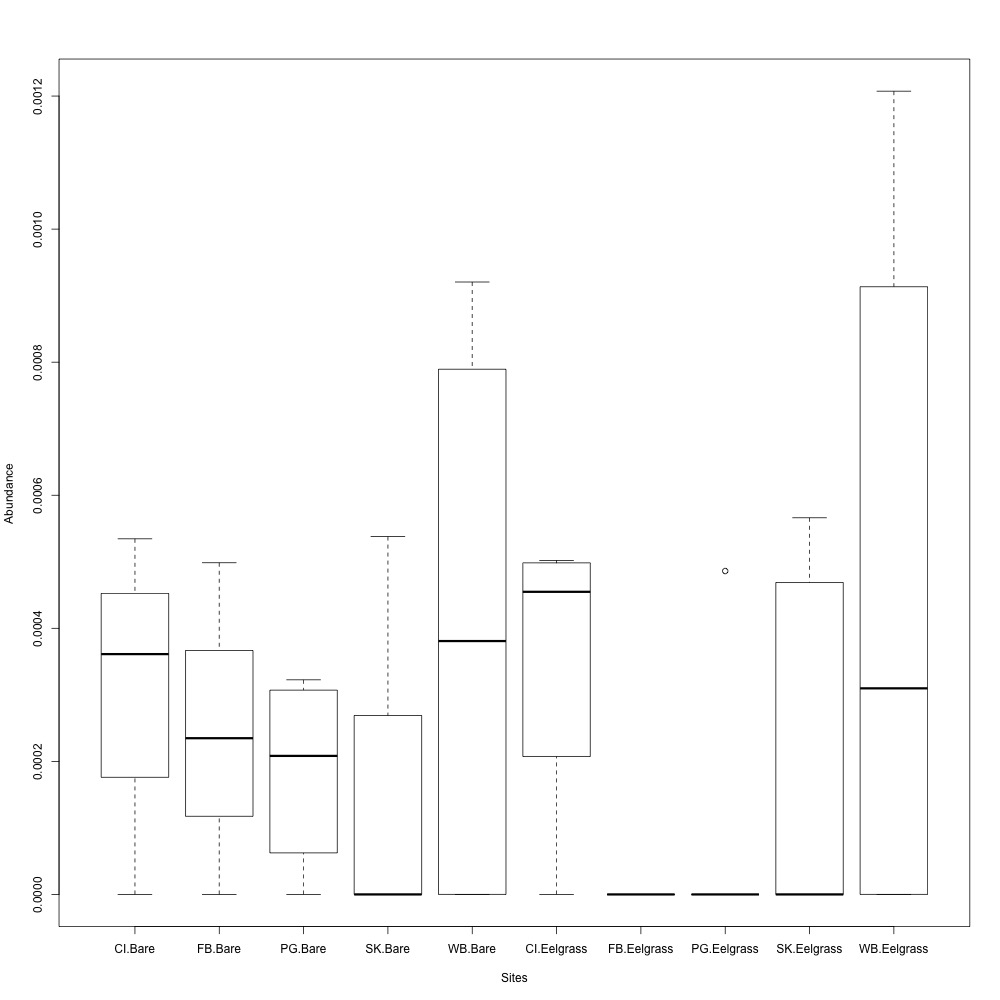 Abundance
0.0012
0.0010
0.0008
0.0006
0.0004
0.0002
0.0000
CI.Bare FB.Bare PG.Bare SK.Bare WB.Bare CI.Eelgrass FB.Eelgrass PG.Eelgrass SK.Eelgrass WB.Eelgrass
Sites